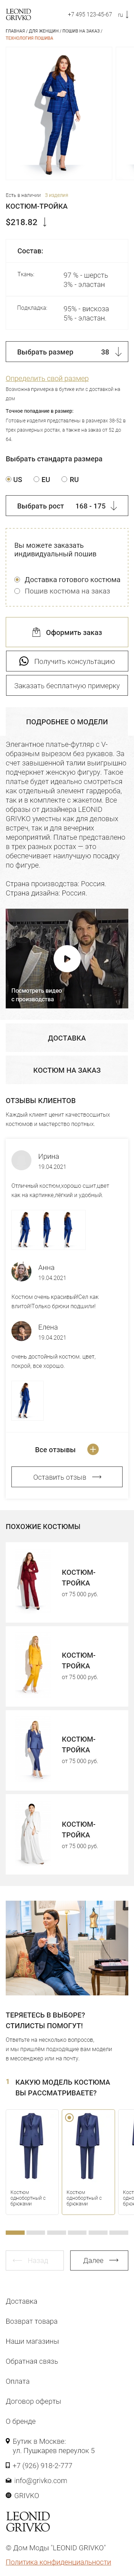 LEONID
GRIVKO
+7 495 123-45-67 ru
ГЛАВНАЯ / ДЛЯ ЖЕНЩИН / ПОШИВ НА ЗАКАЗ /
ТЕХНОЛОГИЯ ПОШИВА
Есть в наличии 3 изделия
КОСТЮМ-ТРОЙКА
$218.82
Состав:
Ткань 97 % - шерсть
3% - эластан
Подкладка 95% - вискоза
5% - эластан.
Выбрать размер 38
Определить свой размер
Возможна примерка в бутике или с доставкой на
дом.
Точное попадание в размер:
Готовые изделия представлены в размерах 38-52 а
трех размерных ростах, а также на заказ от 52 до
64.
Выбрать стандарта размера
US EU RU
Выбрать рост 168 - 175
Вы можете заказать
индивидуальный пошив
Доставка готового костюма
Пошив костюма на заказ
Оформить заказ
Получить консультацию
Заказать бесплатную примерку
ПОДРОБНЕЕ О МОДЕЛИ
Элегантное платье-футляр с V-
образным вырезом и без рукавов. За
счет завышенной талии выигрышно
подчеркнет женскую фигуру. Такое
платье удачно будет смотреться и
как отдельный элемент гардероба,
так и в комплекте с жакетом. Все
образы от дизайнера LEONID
GRIVKO уместны как для деловых
встреч, так и для вечерних
мероприятий. Платье представлено
в трех разных ростах — это
обеспечивает наилучшую посадку
по фигуре.
Страна производства: Россия.
Страна дизайна: Россия.
Посмотреть видео
с производства
ДОСТАВКА
КОСТЮМ НА ЗАКАЗ
ОТЗЫВЫ КЛИЕНТОВ
Каждый клиент ценит качествосшитых
костюмов и мастерство портных.
Ирина
19.04.2021
Отличный костюм,хорошо сшит,цвет
как на картинке,легкий и удобный.
Анна
19.04.2021
Костюм очень красивый!Сел как
влитой!Только брюки подшили!
Елена
19.04.2021
очень достойный костюм, цвет,
покрой, все хорошо.
Все отзывы
Оставить отзыв
ПОХОЖИЕ КОСТЮМЫ
КОСТЮМ-
ТРОЙКА
от 75 000 руб.
КОСТЮМ-
ТРОЙКА
от 75 000 руб.
КОСТЮМ-
ТРОЙКА
от 75 000 руб.
КОСТЮМ-
ТРОЙКА
от 75 000 руб.
ТЕРЯЕТЕСЬ В ВЫБОРЕ?
СТИЛИСТЫ ПОМОГУТ!
Ответьте на несколько вопросов,
и мы пришлём подходящие вам модели
в мессенджер или на почту.
1 КАКУЮ МОДЕЛЬ КОСТЮМА
ВЫ РАССМАТРИВАЕТЕ?
Костюм
однобортный с
брюками
Костюм
однобортный с
брюками
Назад Далее
Доставка
Возврат товара
Наши магазины
Обратная связь
Оплата
Договор оферты
О бренде
Бутик в Москве:
ул. Пушкарев переулок 5
+7 (926) 918-2-777
info@grivko.com
GRIVKO
LEONID
GRIVKO
© Дом Моды "LEONID GRIVKO"
Политика конфиденциальности